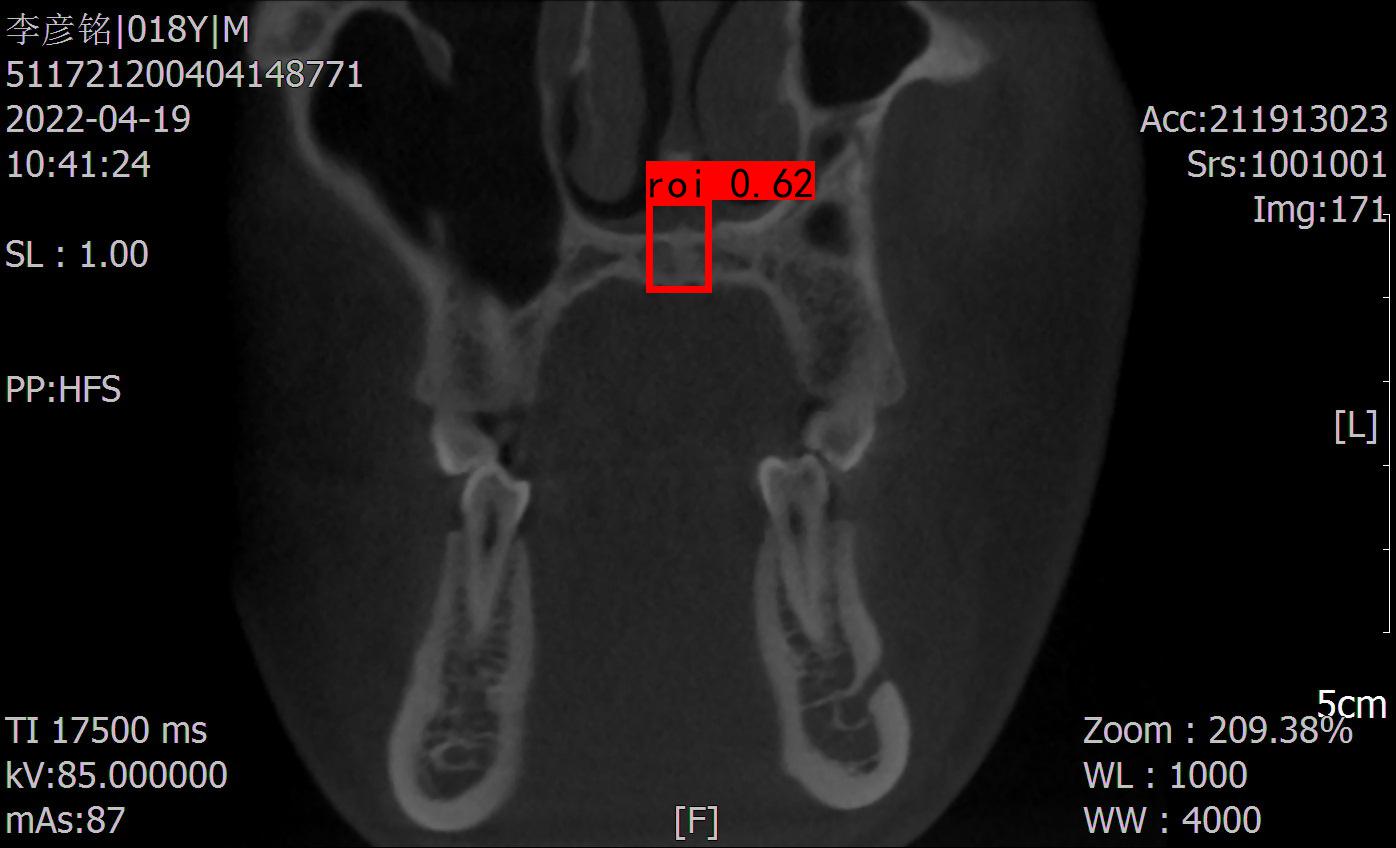 李彦铭|018Y|M
511721200404148771
2022-04-19
10:41:24
SL : 1.00
PP:HFS
TI 17500 ms
kV:85.000000
mAs:87
roi 0.62
[F]
Acc:211913023
Srs:1001001
Img:171
[L]
5cm
Zoom : 209.38%
WL : 1000
WW : 4000